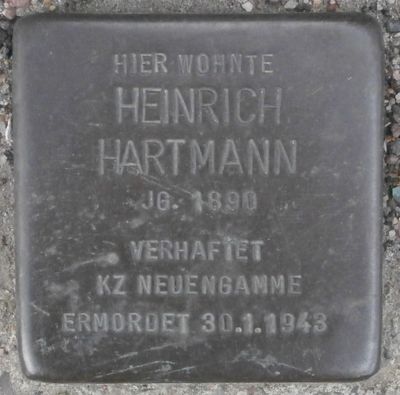 HIER WOHNTE
HEINRICH
HARTMANN
JG. 1890
VERHAFTET
KZ NEUENGAMME
ERMORDET 30.1.1943